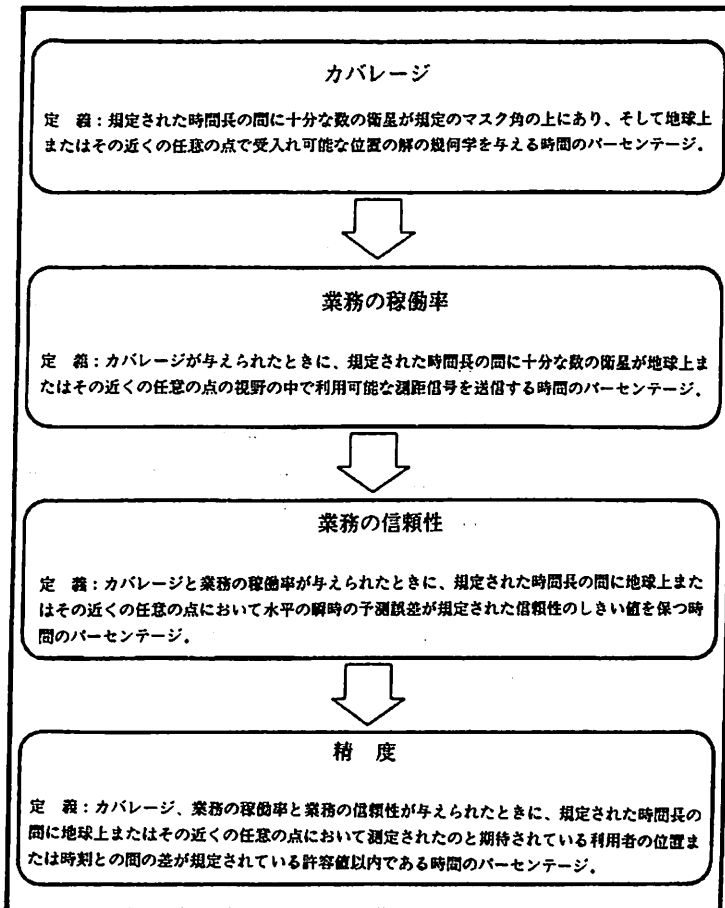 カバレージ
定　義：規定された時間長の間に十分な数の衛星が規定のマスク角の上にあり、そして地球上
またはその近くの任意の点で受入れ可能な位置の解の幾何学を与える時間のパーセンテージ。
業務の稼働率
定　義：カバレージが与えられたときに、規定された時間長の間に十分な数の衛星が地球上ま
たはその近くの任意の点の視野の中で利用可能な測距信号を送信する時間のパーセンテージ。
業務の信頼性
定　義：カバレージと業務の稼働率が与えられたときに、規定された時間長の間に地球上また
はその近くの任意の点において水平の瞬時の予測誤差が規定された信頼性のしきい値を保つ時
間のパーセンテージ。
精　度
定　義：カバレージ、業務の稼働率と業務の信頼性が与えられたときに、規定された時間長の
間に地球上またはその近くの任意の点において測定されたのと期待されている利用者の位置ま
たは時刻との間の差が規定されている許容値以内である時間のパーセンテージ。